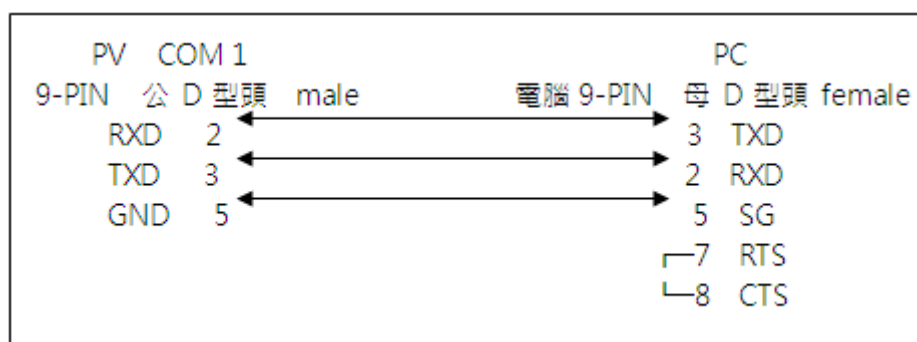 PV COM 1 PC
9-PIN 公 D 型頭 male 電腦 9-PIN 母 D 型頭 female
RXD 2 3 TXD
TXD 3 2 RXD
GND 5 5 SG
7 RTS
8 CTS